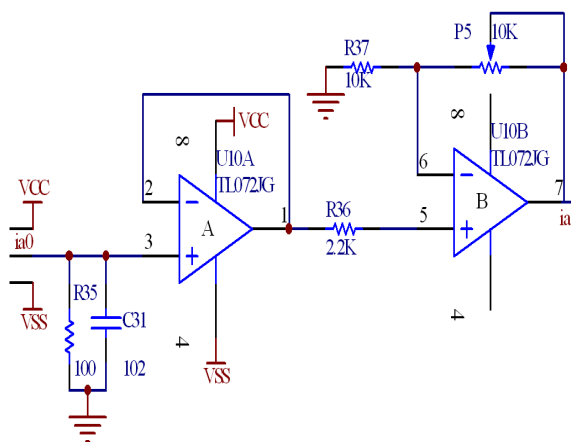 P5
10K
R37
10K
8
VCC
8
U10A
TL072JG
U10B
TL072JG
VCC
2
6
7
ia0
A
1
R36
5
B
ia
3
2.2K
R35
VSS
C31
4
4
100
102
VSS